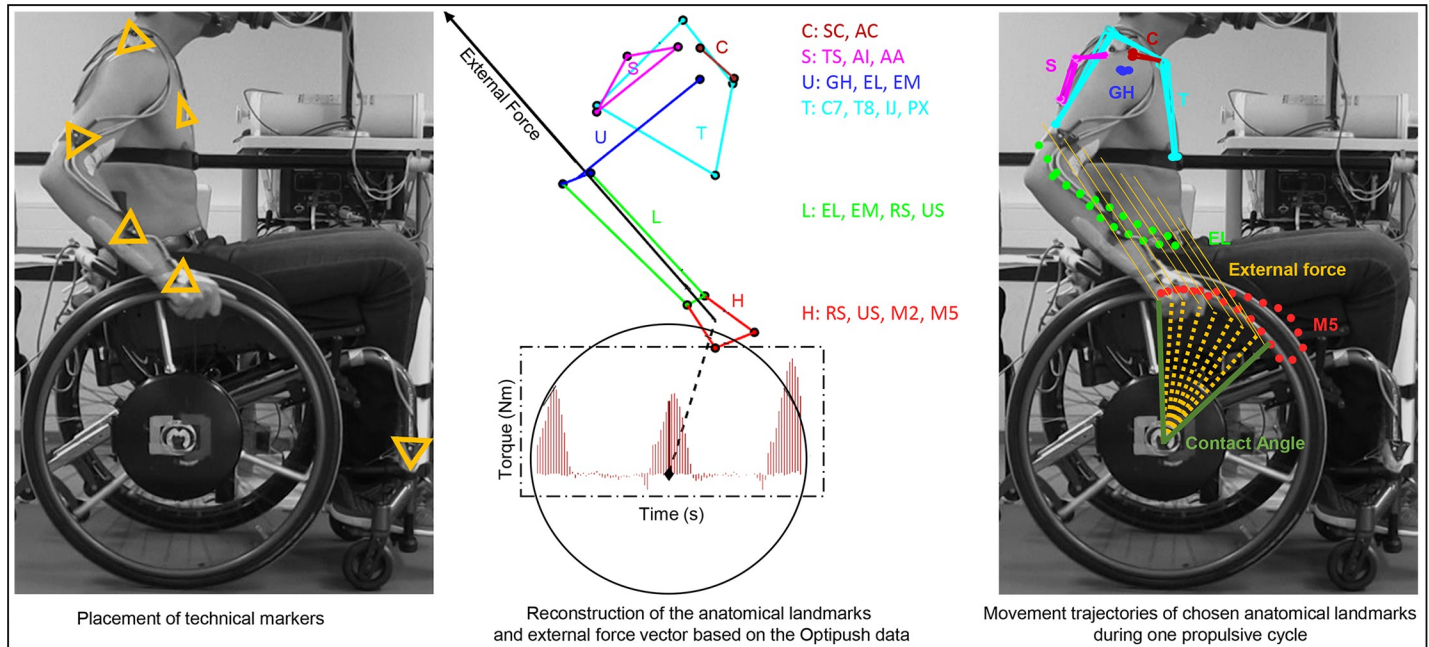 External Force
C
S
U
T
L
H
C: SC, AC
S: TS, AI, AA
U: GH, EL, EM
T: C7, T8, IJ, PX
L: EL, EM, RS, US
H: RS, US, M2, M5
Torque (Nm)
Time (s)
C
S
GH
T
EL
External force
M5
Contact Angle
Placement of technical markers
Reconstruction of the anatomical landmarks
and external force vector based on the Optipush data
Movement trajectories of chosen anatomical landmarks
during one propulsive cycle